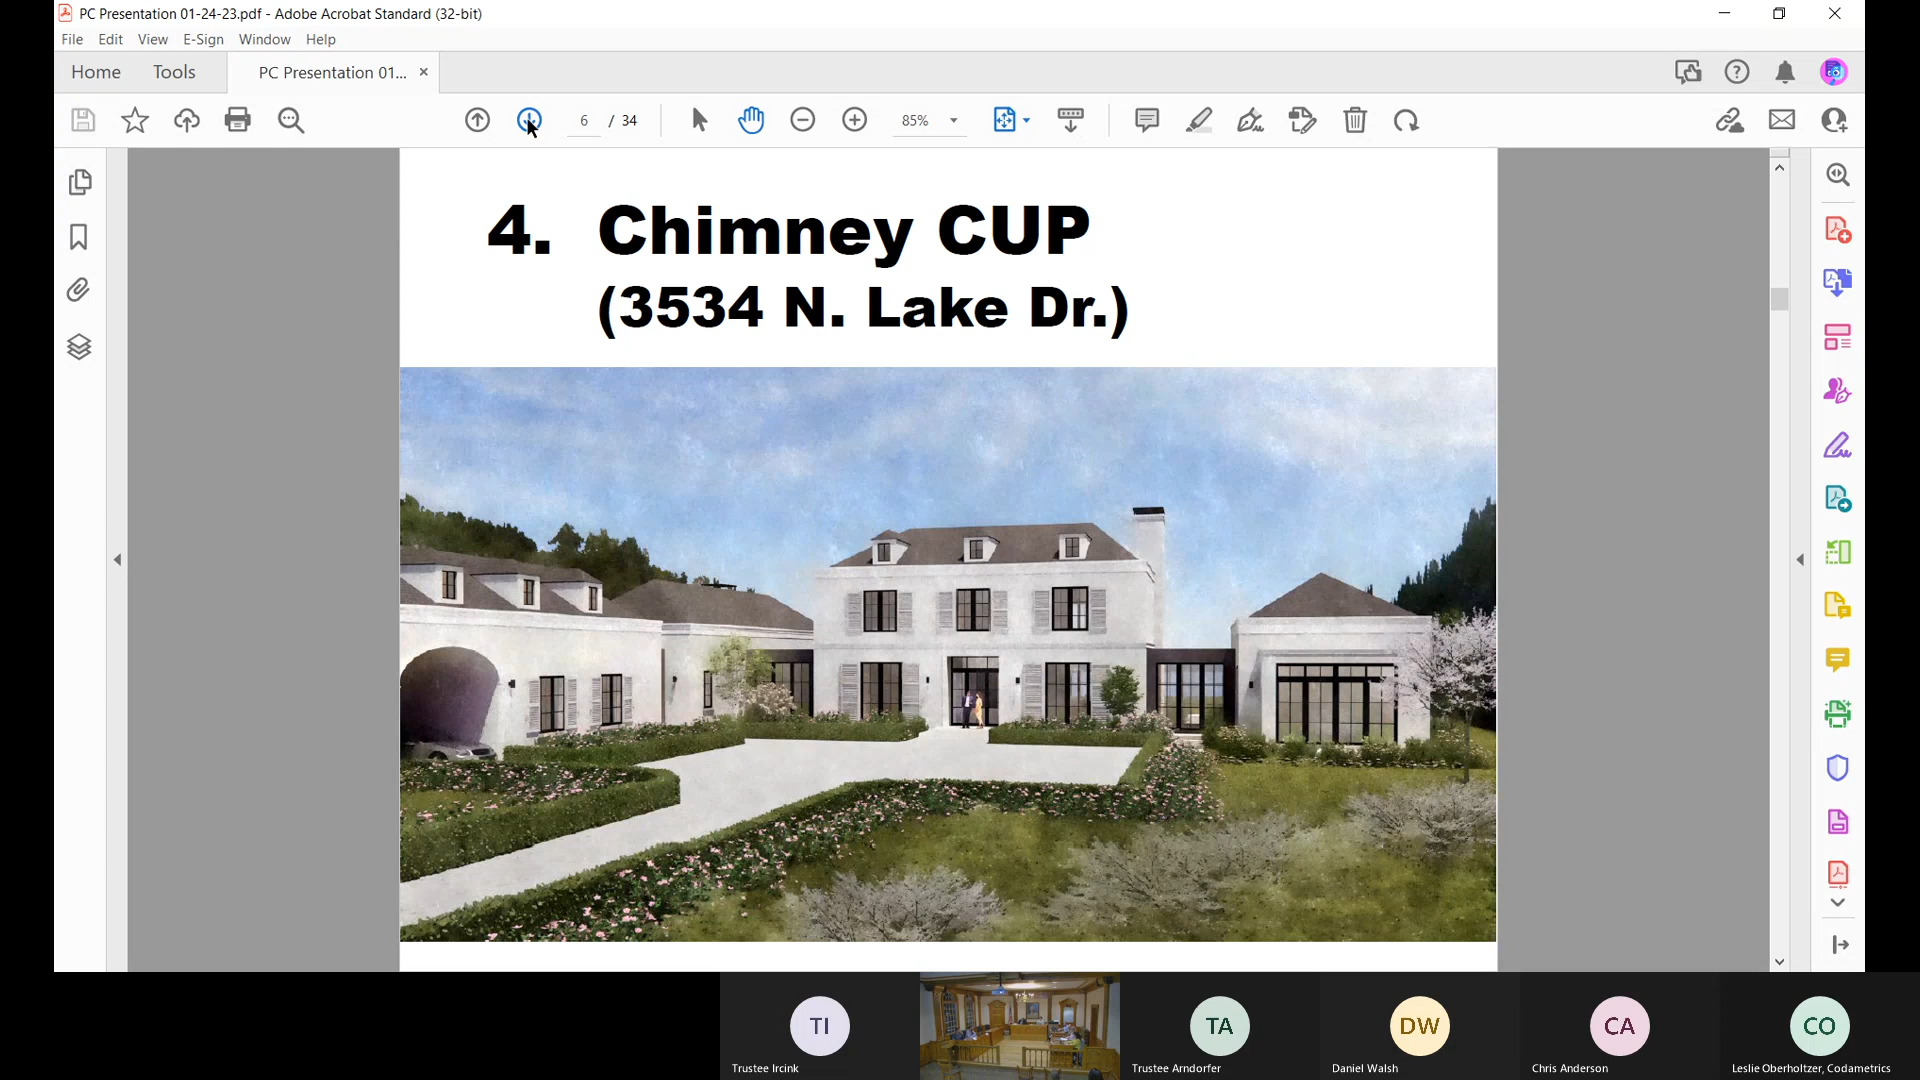 PC Presentation 01-24-23.pdf - Adobe Acrobat Standard (32-bit)
File Edit View E-Sign Window Help
Home Tools PC Presentation 01... ×
6 / 34 85%
4. Chimney CUP
(3534 N. Lake Dr.)
TI TA DW CA CO
Trustee Ircink Trustee Arndorfer Daniel Walsh Chris Anderson Leslie Oberholtzer, Codametrics